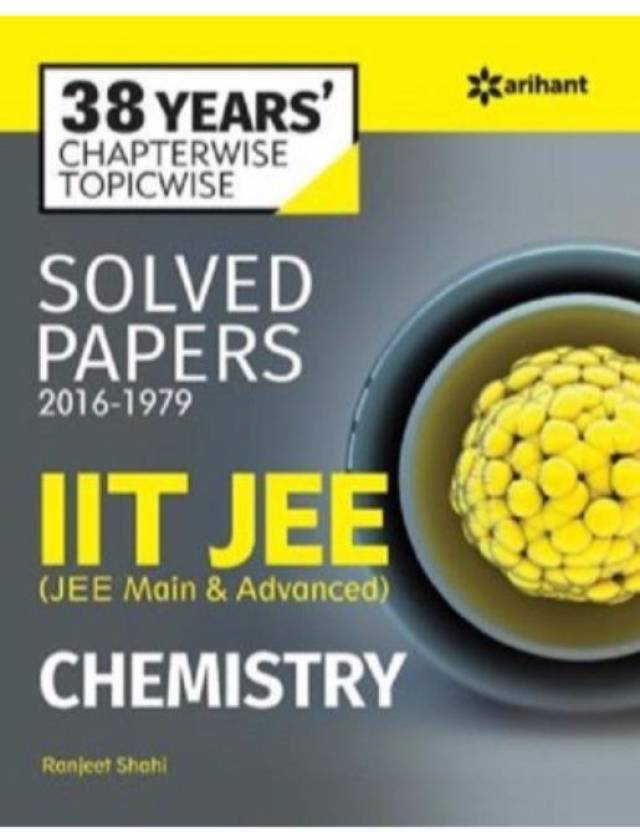 arihant
38 YEARS'
CHAPTERWISE
TOPICWISE
SOLVED
PAPERS
2016-1979
IIT JEE
(JEE Main & Advanced)
CHEMISTRY
Ranjeet Shahi